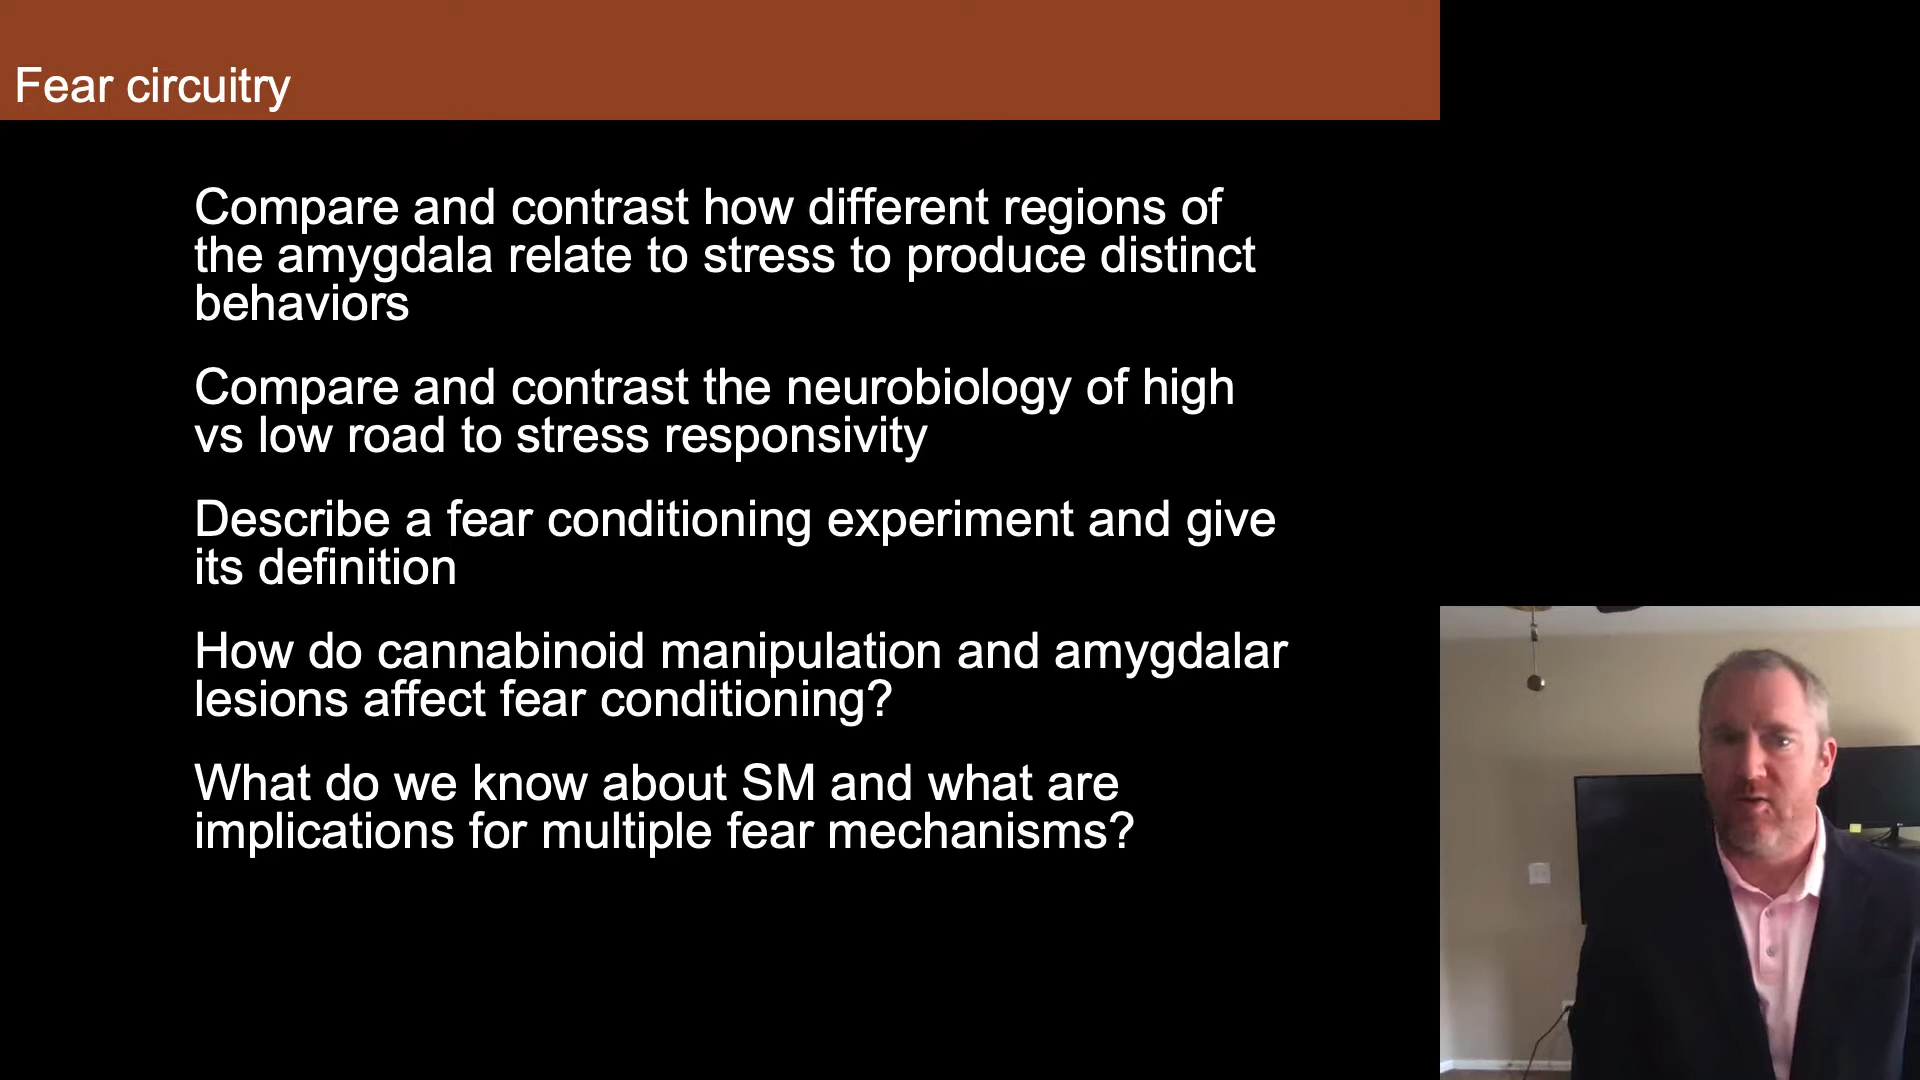 Fear circuitry
Compare and contrast how different regions of
the amygdala relate to stress to produce distinct
behaviors
Compare and contrast the neurobiology of high
vs low road to stress responsivity
Describe a fear conditioning experiment and give
its definition
How do cannabinoid manipulation and amygdalar
lesions affect fear conditioning?
What do we know about SM and what are
implications for multiple fear mechanisms?